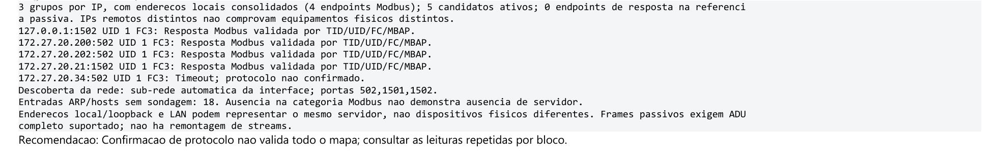 3 grupos por IP, com enderecos locais consolidados (4 endpoints Modbus); 5 candidatos ativos; 0 endpoints de resposta na referenci
a passiva. IPs remotos distintos nao comprovam equipamentos fisicos distintos.
127.0.0.1:1502 UID 1 FC3: Resposta Modbus validada por TID/UID/FC/MBAP.
172.27.20.200:502 UID 1 FC3: Resposta Modbus validada por TID/UID/FC/MBAP.
172.27.20.202:502 UID 1 FC3: Resposta Modbus validada por TID/UID/FC/MBAP.
172.27.20.21:1502 UID 1 FC3: Resposta Modbus validada por TID/UID/FC/MBAP.
172.27.20.34:502 UID 1 FC3: Timeout; protocolo nao confirmado.
Descoberta da rede: sub-rede automatica da interface; portas 502,1501,1502.
Entradas ARP/hosts sem sondagem: 18. Ausencia na categoria Modbus nao demonstra ausencia de servidor.
Enderecos local/loopback e LAN podem representar o mesmo servidor, nao dispositivos fisicos diferentes. Frames passivos exigem ADU
completo suportado; nao ha remontagem de streams.
Recomendacao: Confirmacao de protocolo nao valida todo o mapa; consultar as leituras repetidas por bloco.